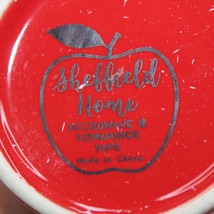 Sheffield
Home
MICROWAVE &
DISHWASHER
SAFE
Made in China